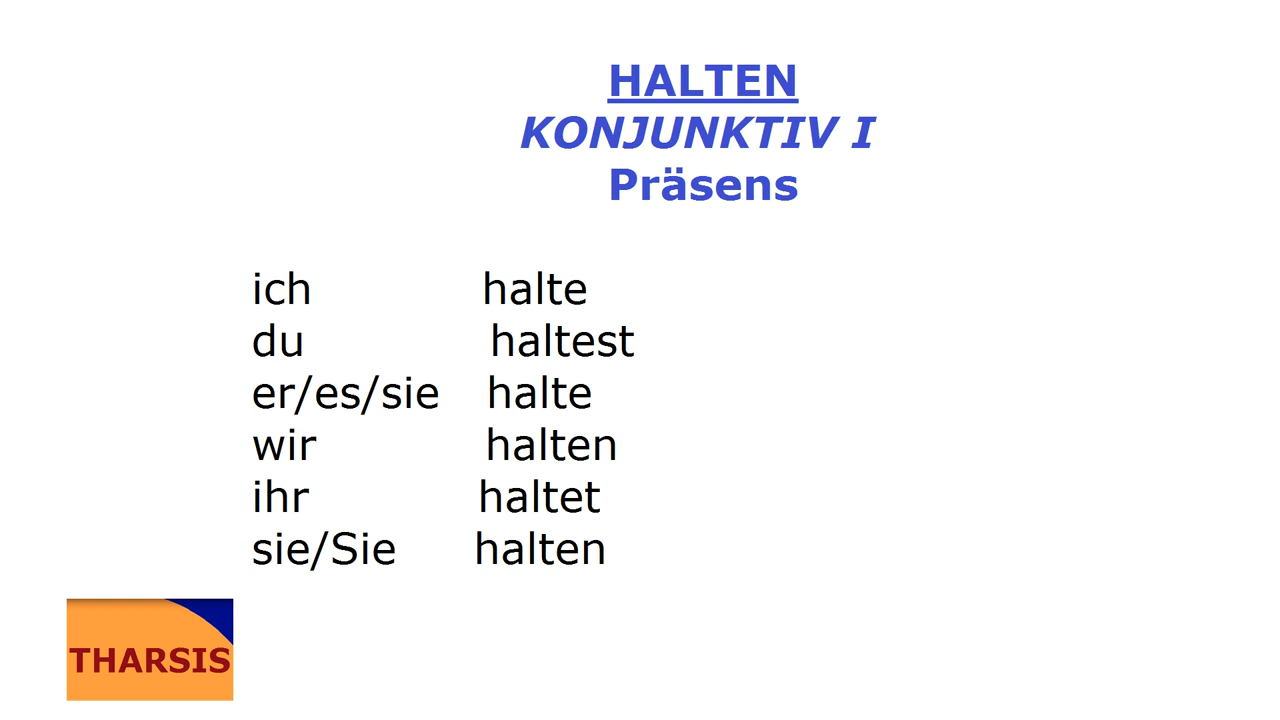 HALTEN
KONJUNKTIV I
Präsens
ich halte
du haltest
er/es/sie halte
wir halten
ihr haltet
sie/Sie halten
THARSIS